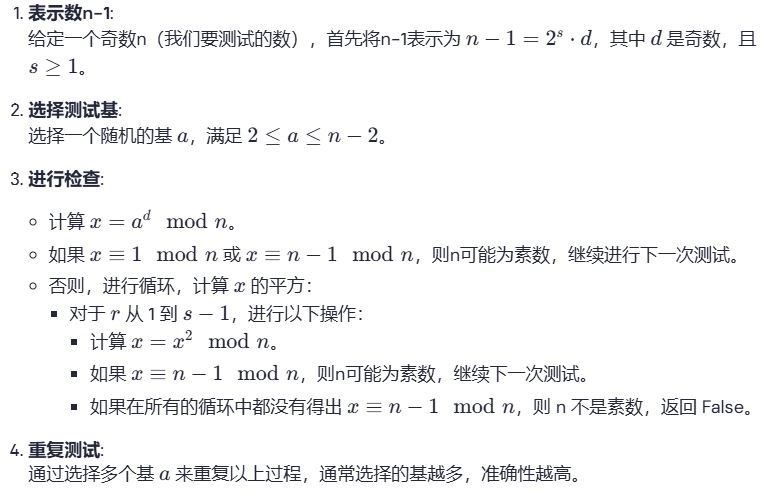 1. 表示数n-1:
给定一个奇数n（我们要测试的数），首先将n-1表示为 n − 1 = 2^s · d，其中 d 是奇数，且
s ≥ 1。
2. 选择测试基:
选择一个随机的基 a，满足 2 ≤ a ≤ n − 2。
3. 进行检查:
计算 x = a^d mod n。
如果 x ≡ 1 mod n 或 x ≡ n − 1 mod n，则n可能为素数，继续进行下一次测试。
否则，进行循环，计算 x 的平方：
对于 r 从 1 到 s − 1，进行以下操作：
计算 x = x^2 mod n。
如果 x ≡ n − 1 mod n，则n可能为素数，继续下一次测试。
如果在所有的循环中都没有得出 x ≡ n − 1 mod n，则 n 不是素数，返回 False。
4. 重复测试:
通过选择多个基 a 来重复以上过程，通常选择的基越多，准确性越高。